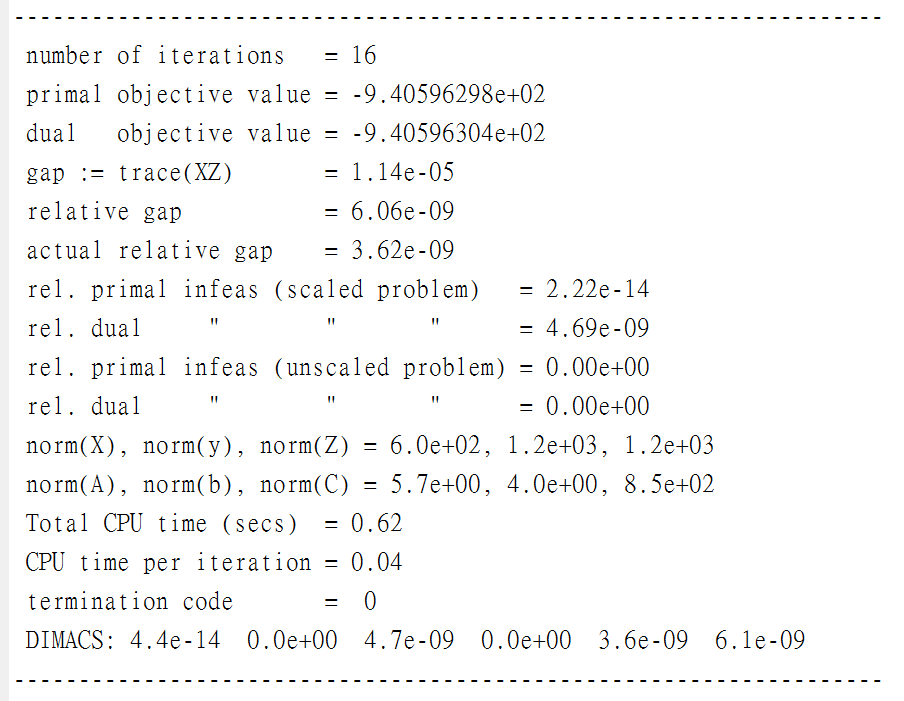 -------------------------------------------------------------------
number of iterations   = 16
primal objective value = -9.40596298e+02
dual   objective value = -9.40596304e+02
gap := trace(XZ)       = 1.14e-05
relative gap           = 6.06e-09
actual relative gap    = 3.62e-09
rel. primal infeas (scaled problem)   = 2.22e-14
rel. dual     "        "       "      = 4.69e-09
rel. primal infeas (unscaled problem) = 0.00e+00
rel. dual     "        "       "      = 0.00e+00
norm(X), norm(y), norm(Z) = 6.0e+02, 1.2e+03, 1.2e+03
norm(A), norm(b), norm(C) = 5.7e+00, 4.0e+00, 8.5e+02
Total CPU time (secs)  = 0.62
CPU time per iteration = 0.04
termination code       =  0
DIMACS: 4.4e-14  0.0e+00  4.7e-09  0.0e+00  3.6e-09  6.1e-09
-------------------------------------------------------------------